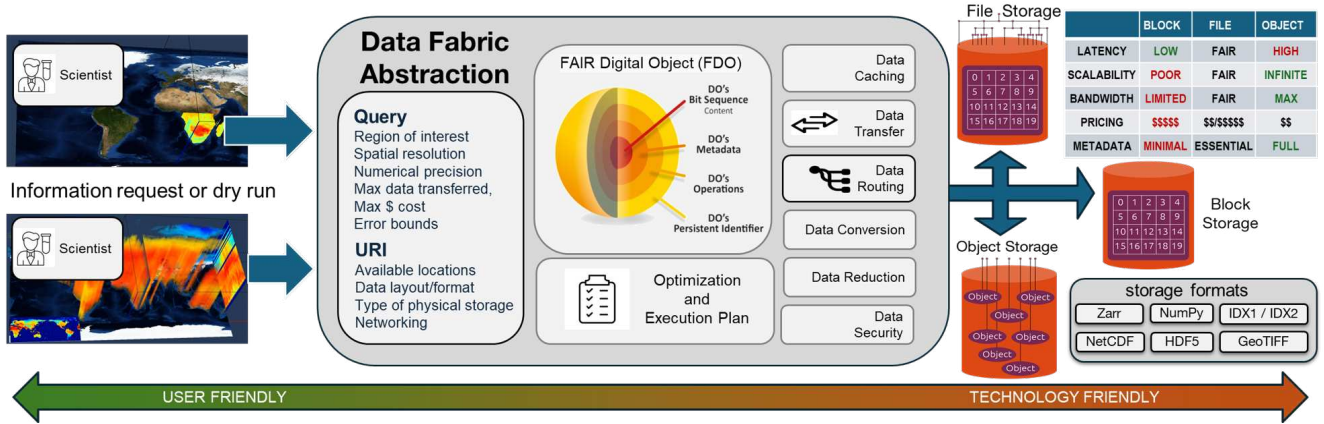 Scientist
Information request or dry run
Scientist
Data Fabric
Abstraction
Query
Region of interest
Spatial resolution
Numerical precision
Max data transferred,
Max $ cost
Error bounds
URI
Available locations
Data layout/format
Type of physical storage
Networking
FAIR Digital Object (FDO)
DO's
Bit Sequence
Content
DO's
Metadata
DO's
Operations
DO's
Persistent Identifier
Optimization
and
Execution Plan
Data
Caching
Data
Transfer
Data
Routing
Data Conversion
Data Reduction
Data
Security
File Storage
0 1 2 3 4
5 6 7 8 9
10 11 12 13 14
15 16 17 18 19
BLOCK FILE OBJECT
LATENCY LOW FAIR HIGH
SCALABILITY POOR FAIR INFINITE
BANDWIDTH LIMITED FAIR MAX
PRICING $$$$$ $$/$$$$$ $$
METADATA MINIMAL ESSENTIAL FULL
0 1 2 3 4
5 6 7 8 9
10 11 12 13 14
15 16 17 18 19
Block
Storage
Object Storage
Object
Object
Object
Object
Object
Object
Object
storage formats
Zarr NumPy IDX1 / IDX2
NetCDF HDF5 GeoTIFF
USER FRIENDLY
TECHNOLOGY FRIENDLY